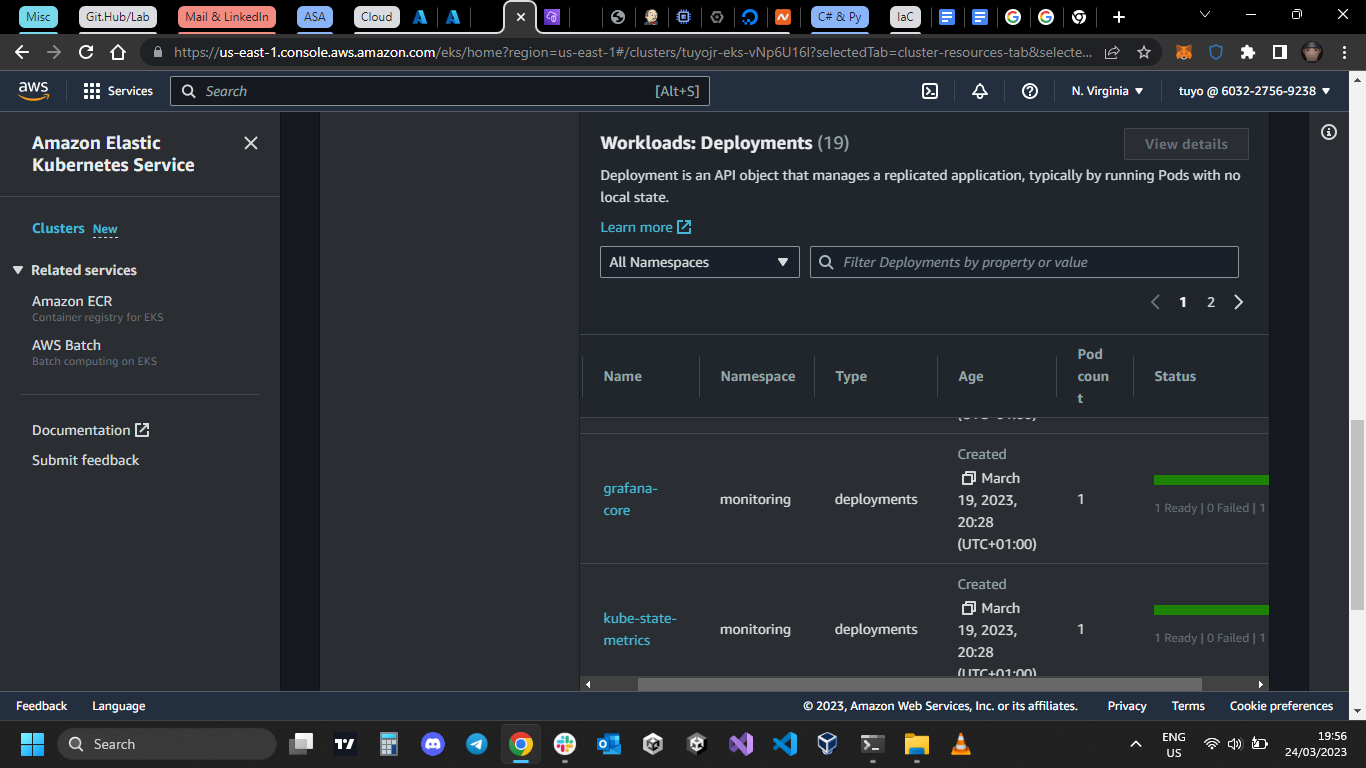 Misc
Git.Hub/Lab
Mail & LinkedIn
ASA
Cloud
C# & Py
IaC
https://us-east-1.console.aws.amazon.com/eks/home?region=us-east-1#/clusters/tuyojr-eks-vNp6U16l?selectedTab=cluster-resources-tab&selecte...
aws
Services
Search
[Alt+S]
N. Virginia
tuyo @ 6032-2756-9238
Amazon Elastic
Kubernetes Service
Clusters New
Related services
Amazon ECR
Container registry for EKS
AWS Batch
Batch computing on EKS
Documentation
Submit feedback
Workloads: Deployments (19)
View details
Deployment is an API object that manages a replicated application, typically by running Pods with no
local state.
Learn more
All Namespaces
Filter Deployments by property or value
1 2
Name
Namespace
Type
Age
Pod
coun
t
Status
grafana-
core
monitoring
deployments
Created
March
19, 2023,
20:28
(UTC+01:00)
1
1 Ready | 0 Failed | 1
kube-state-
metrics
monitoring
deployments
Created
March
19, 2023,
20:28
(UTC+01:00)
1
1 Ready | 0 Failed | 1
Feedback
Language
© 2023, Amazon Web Services, Inc. or its affiliates.
Privacy
Terms
Cookie preferences
Search
ENG
US
19:56
24/03/2023